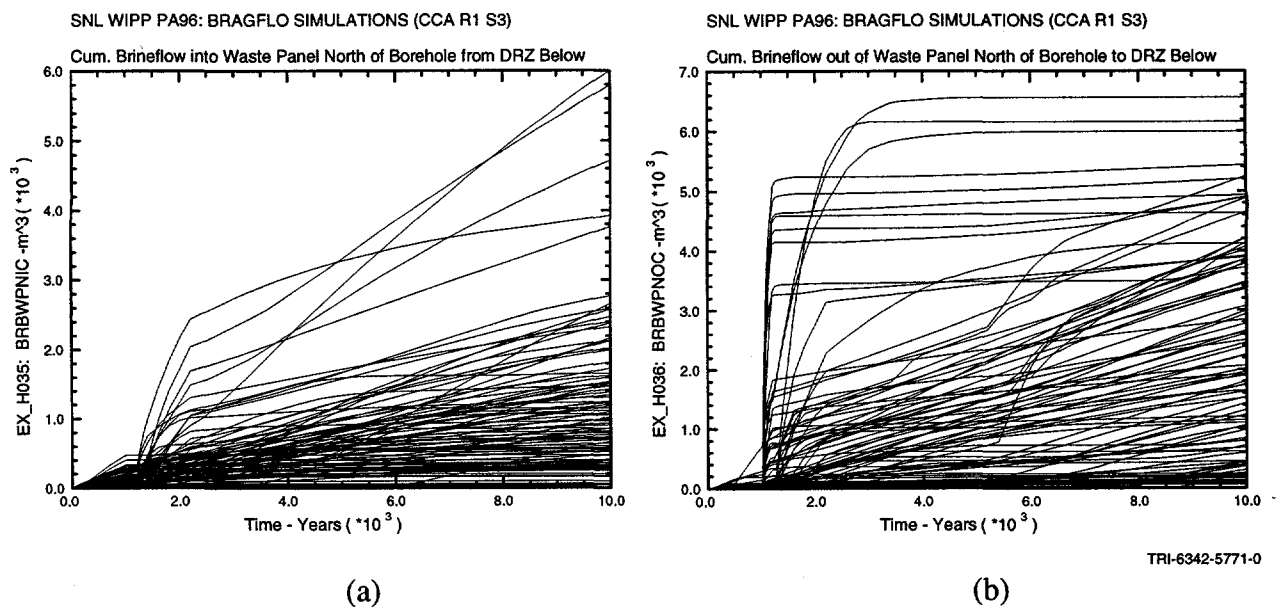 SNL WIPP PA96: BRAGFLO SIMULATIONS (CCA R1 S3)
Cum. Brineflow into Waste Panel North of Borehole from DRZ Below
6.0
5.0
4.0
3.0
2.0
1.0
0.0
EX_H035: BRBWPNIC -m^3 ( *10 3 )
0.0 2.0 4.0 6.0 8.0 10.0
Time - Years ( *10 3 )
(a)
SNL WIPP PA96: BRAGFLO SIMULATIONS (CCA R1 S3)
Cum. Brineflow out of Waste Panel North of Borehole to DRZ Below
7.0
6.0
5.0
4.0
3.0
2.0
1.0
0.0
EX_H036: BRBWPNOC -m^3 ( *10 3 )
0.0 2.0 4.0 6.0 8.0 10.0
Time - Years ( *10 3 )
TRI-6342-5771-0
(b)